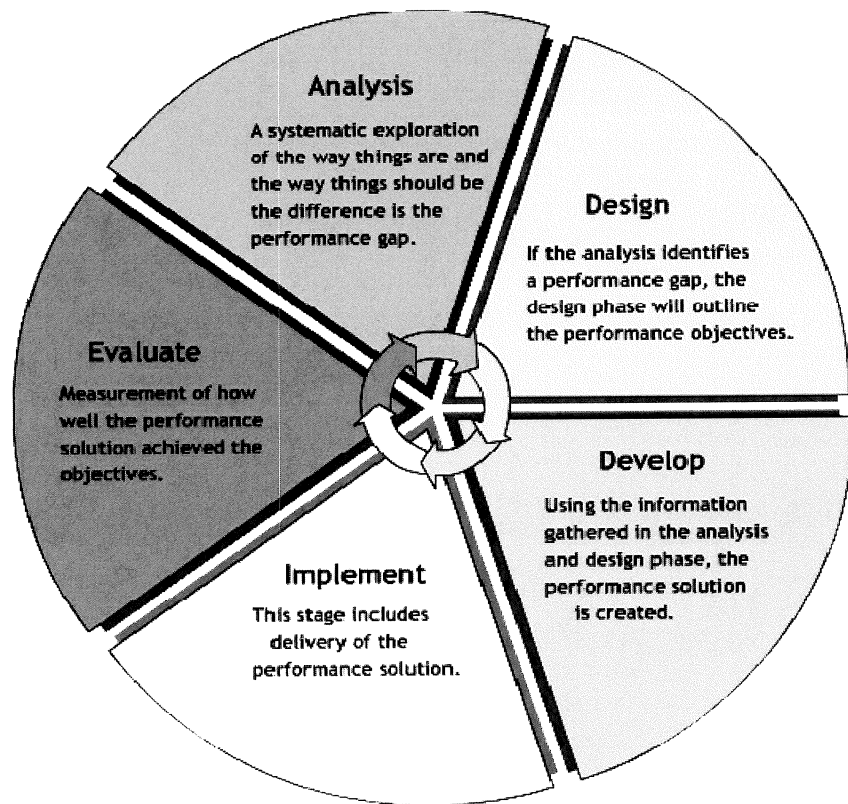 Analysis
A systematic exploration
of the way things are and
the way things should be
the difference is the
performance gap.
Design
If the analysis identifies
a performance gap, the
design phase will outline
the performance objectives.
Develop
Using the information
gathered in the analysis
and design phase, the
performance solution
is created.
Implement
This stage includes
delivery of the
performance solution.
Evaluate
Measurement of how
well the performance
solution achieved the
objectives.